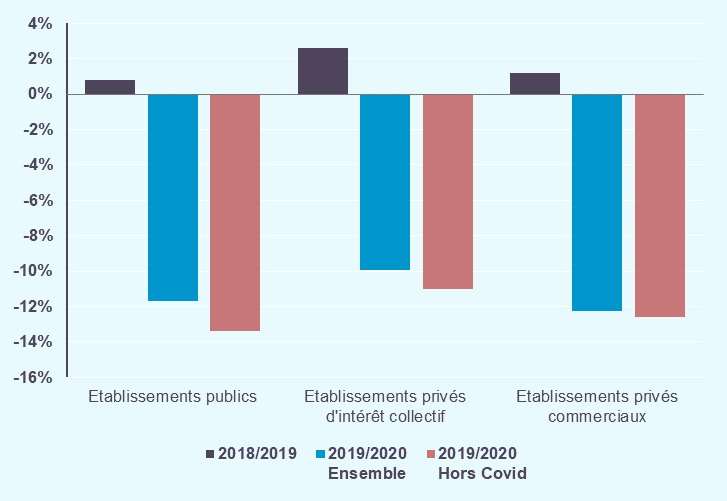 4%
2%
0%
-2%
-4%
-6%
-8%
-10%
-12%
-14%
-16%
Etablissements publics
Etablissements privés
d'intérêt collectif
Etablissements privés
commerciaux
2018/2019
2019/2020
Ensemble
2019/2020
Hors Covid